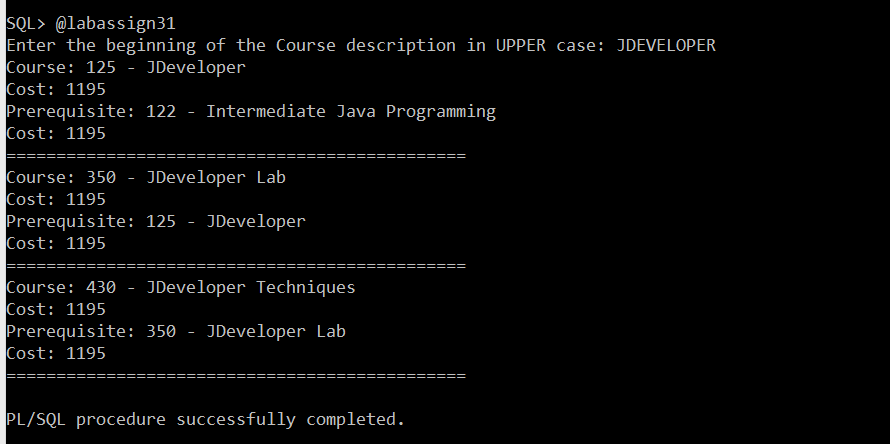 SQL> @labassign31
Enter the beginning of the Course description in UPPER case: JDEVELOPER
Course: 125 - JDeveloper
Cost: 1195
Prerequisite: 122 - Intermediate Java Programming
Cost: 1195
==============================================
Course: 350 - JDeveloper Lab
Cost: 1195
Prerequisite: 125 - JDeveloper
Cost: 1195
==============================================
Course: 430 - JDeveloper Techniques
Cost: 1195
Prerequisite: 350 - JDeveloper Lab
Cost: 1195
==============================================
PL/SQL procedure successfully completed.